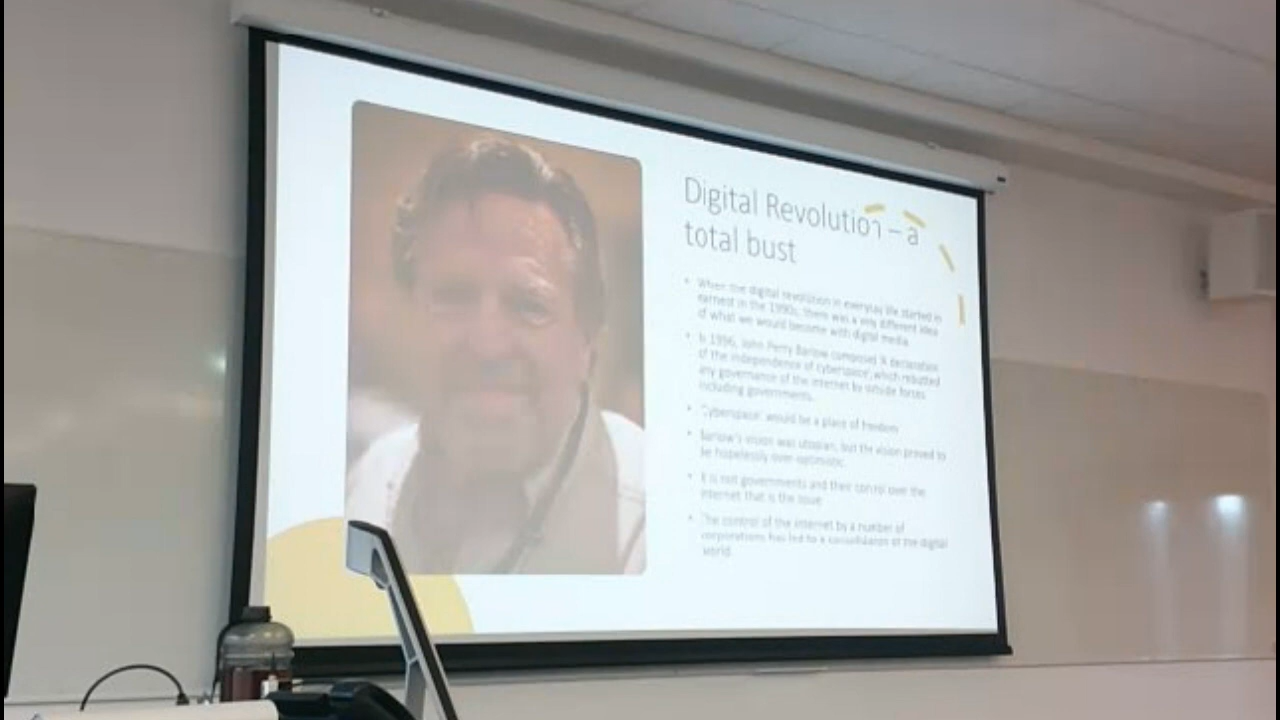 Digital Revolution – a
total bust
• When the digital revolution in everyday life started in
earnest in the 1990s, there was a very different idea
of what we would become with digital media.
• In 1996, John Perry Barlow composed 'A declaration
of the independence of cyberspace', which resisted
any governance of the internet by outside forces
including governments.
• 'Cyberspace' would be a place of freedom
• Barlow's vision was utopian, but the vision proved to
be hopelessly over-optimistic
• It is not governments and their control over the
internet that is the issue
• The control of the internet by a number of
corporations has led to a of the digital
world